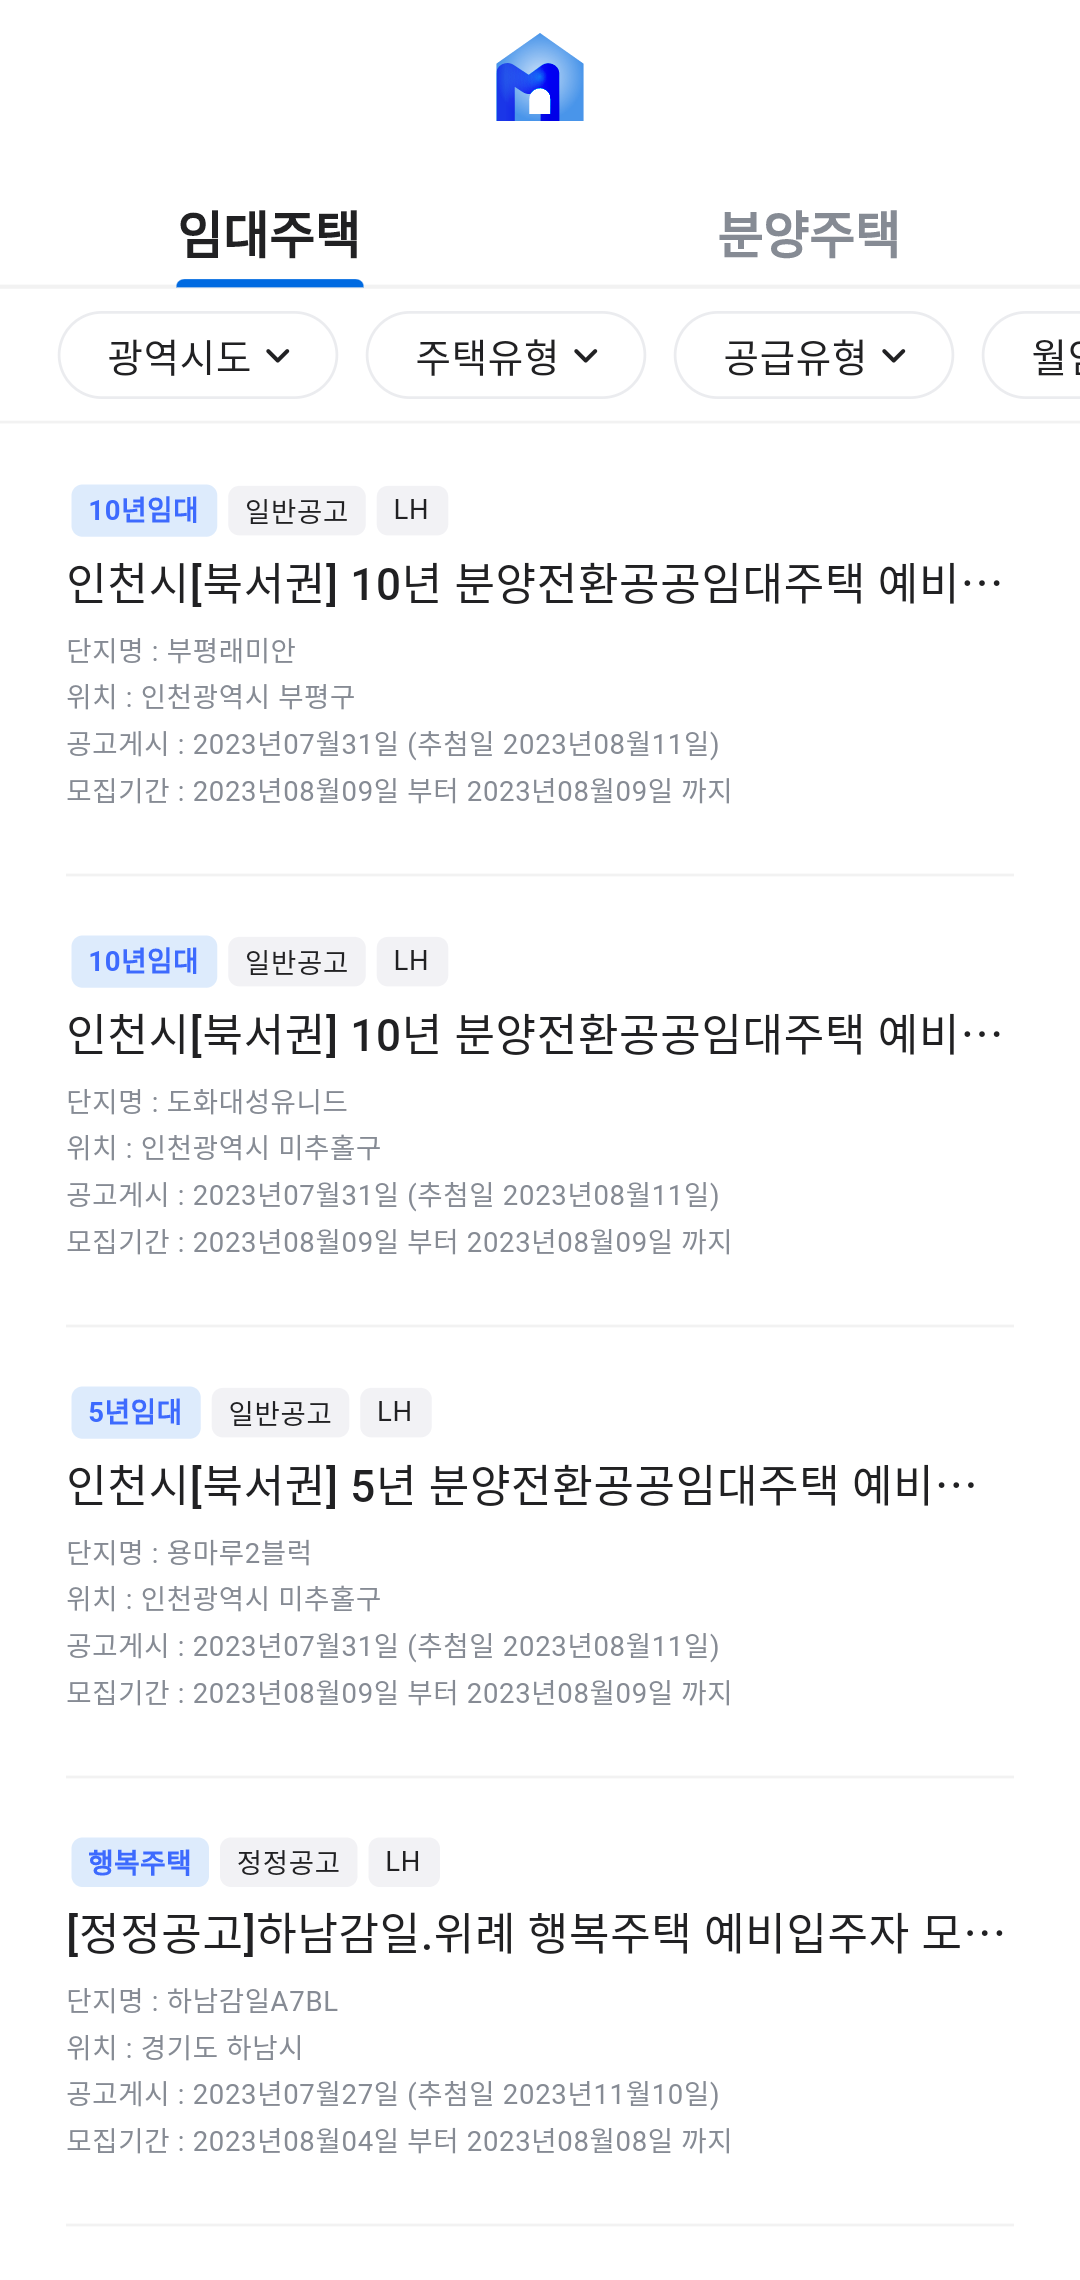 임대주택 분양주택
광역시도 주택유형 공급유형
10년임대 일반공고 LH
인천시[북서권] 10년 분양전환공공임대주택 예비…
단지명 : 부평래미안
위치 : 인천광역시 부평구
공고게시 : 2023년07월31일 (추첨일 2023년08월11일)
모집기간 : 2023년08월09일 부터 2023년08월09일 까지
10년임대 일반공고 LH
인천시[북서권] 10년 분양전환공공임대주택 예비…
단지명 : 도화대성유니드
위치 : 인천광역시 미추홀구
공고게시 : 2023년07월31일 (추첨일 2023년08월11일)
모집기간 : 2023년08월09일 부터 2023년08월09일 까지
5년임대 일반공고 LH
인천시[북서권] 5년 분양전환공공임대주택 예비…
단지명 : 용마루2블럭
위치 : 인천광역시 미추홀구
공고게시 : 2023년07월31일 (추첨일 2023년08월11일)
모집기간 : 2023년08월09일 부터 2023년08월09일 까지
행복주택 정정공고 LH
[정정공고]하남감일.위례 행복주택 예비입주자 모…
단지명 : 하남감일A7BL
위치 : 경기도 하남시
공고게시 : 2023년07월27일 (추첨일 2023년11월10일)
모집기간 : 2023년08월04일 부터 2023년08월08일 까지